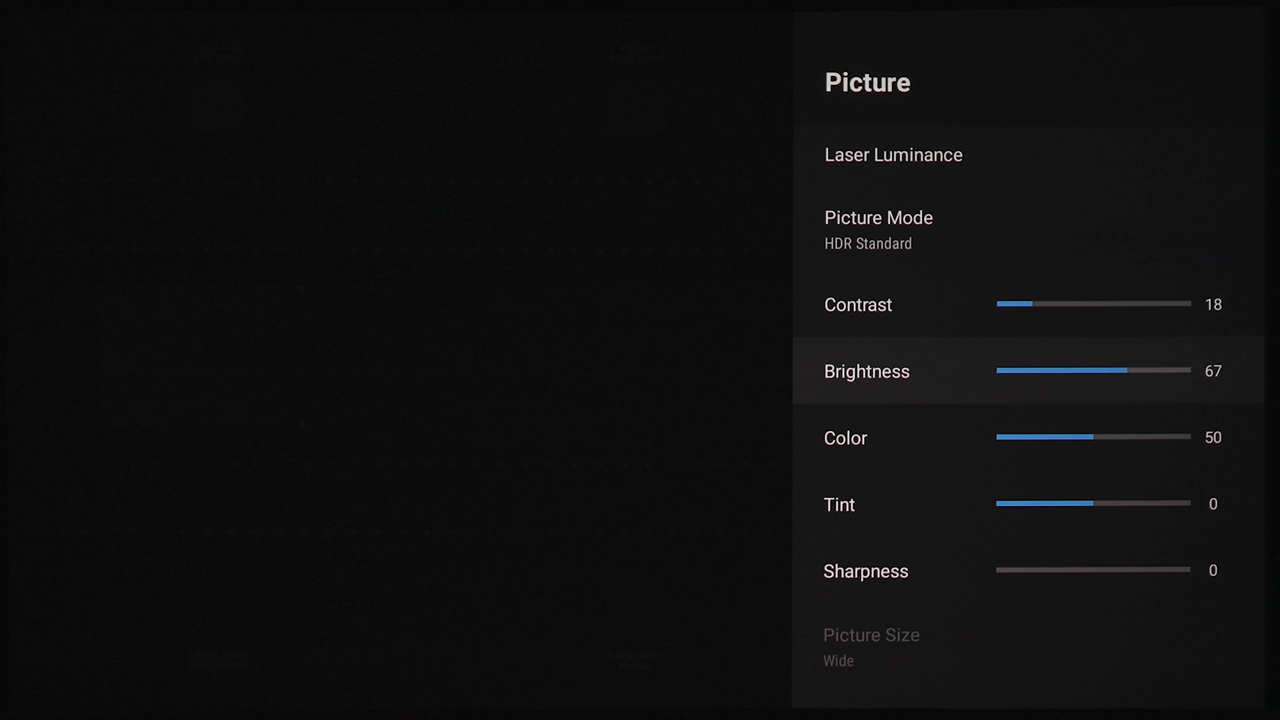 Picture
Laser Luminance
Picture Mode
HDR Standard
Contrast 18
Brightness 67
Color 50
Tint 0
Sharpness 0
Picture Size
Wide